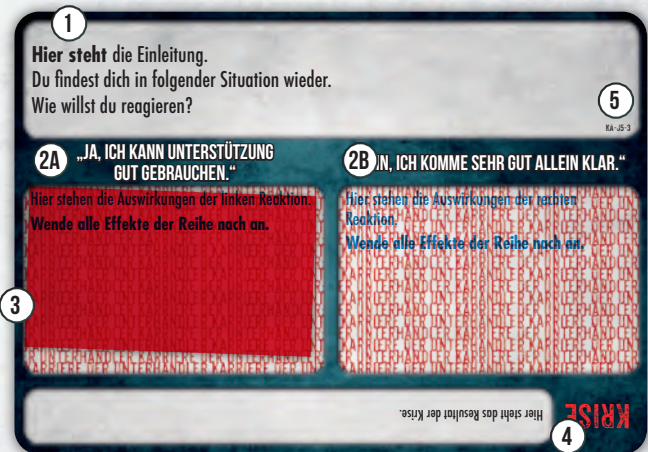 1
Hier steht die Einleitung.
Du findest dich in folgender Situation wieder.
Wie willst du reagieren?
5
KA-J5-3
2A „JA, ICH KANN UNTERSTÜTZUNG
GUT GEBRAUCHEN.“
Hier stehen die Auswirkungen der linken Reaktion.
Wende alle Effekte der Reihe nach an.
2B IN, ICH KOMME SEHR GUT ALLEIN KLAR.“
Hier stehen die Auswirkungen der rechten
Reaktion.
Wende alle Effekte der Reihe nach an.
3
Hier steht das Resultat der Krise.
KRISE
4